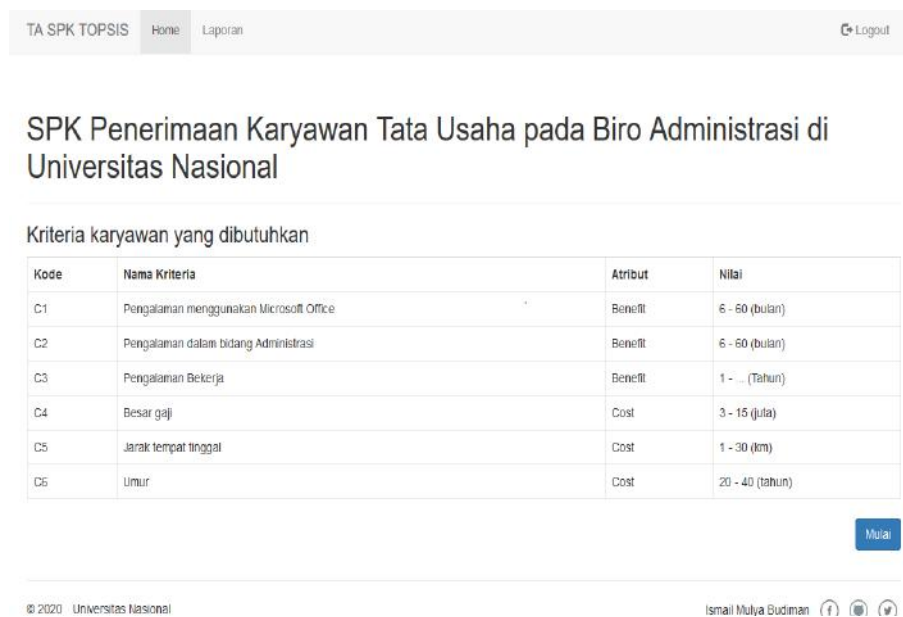 TA SPK TOPSIS Home Laporan Logout
SPK Penerimaan Karyawan Tata Usaha pada Biro Administrasi di
Universitas Nasional
Kriteria karyawan yang dibutuhkan
Kode Nama Kriteria Atribut Nilai
C1 Pengalaman menggunakan Microsoft Office Benefit 6 - 60 (bulan)
C2 Pengalaman dalam bidang Administrasi Benefit 6 - 60 (bulan)
C3 Pengalaman Bekerja Benefit 1 - ... (Tahun)
C4 Besar gaji Cost 3 - 15 (juta)
C5 Jarak tempat tinggal Cost 1 - 30 (km)
C6 Umur Cost 20 - 40 (tahun)
Mulai
© 2020 Universitas Nasional Ismail Mulya Budiman